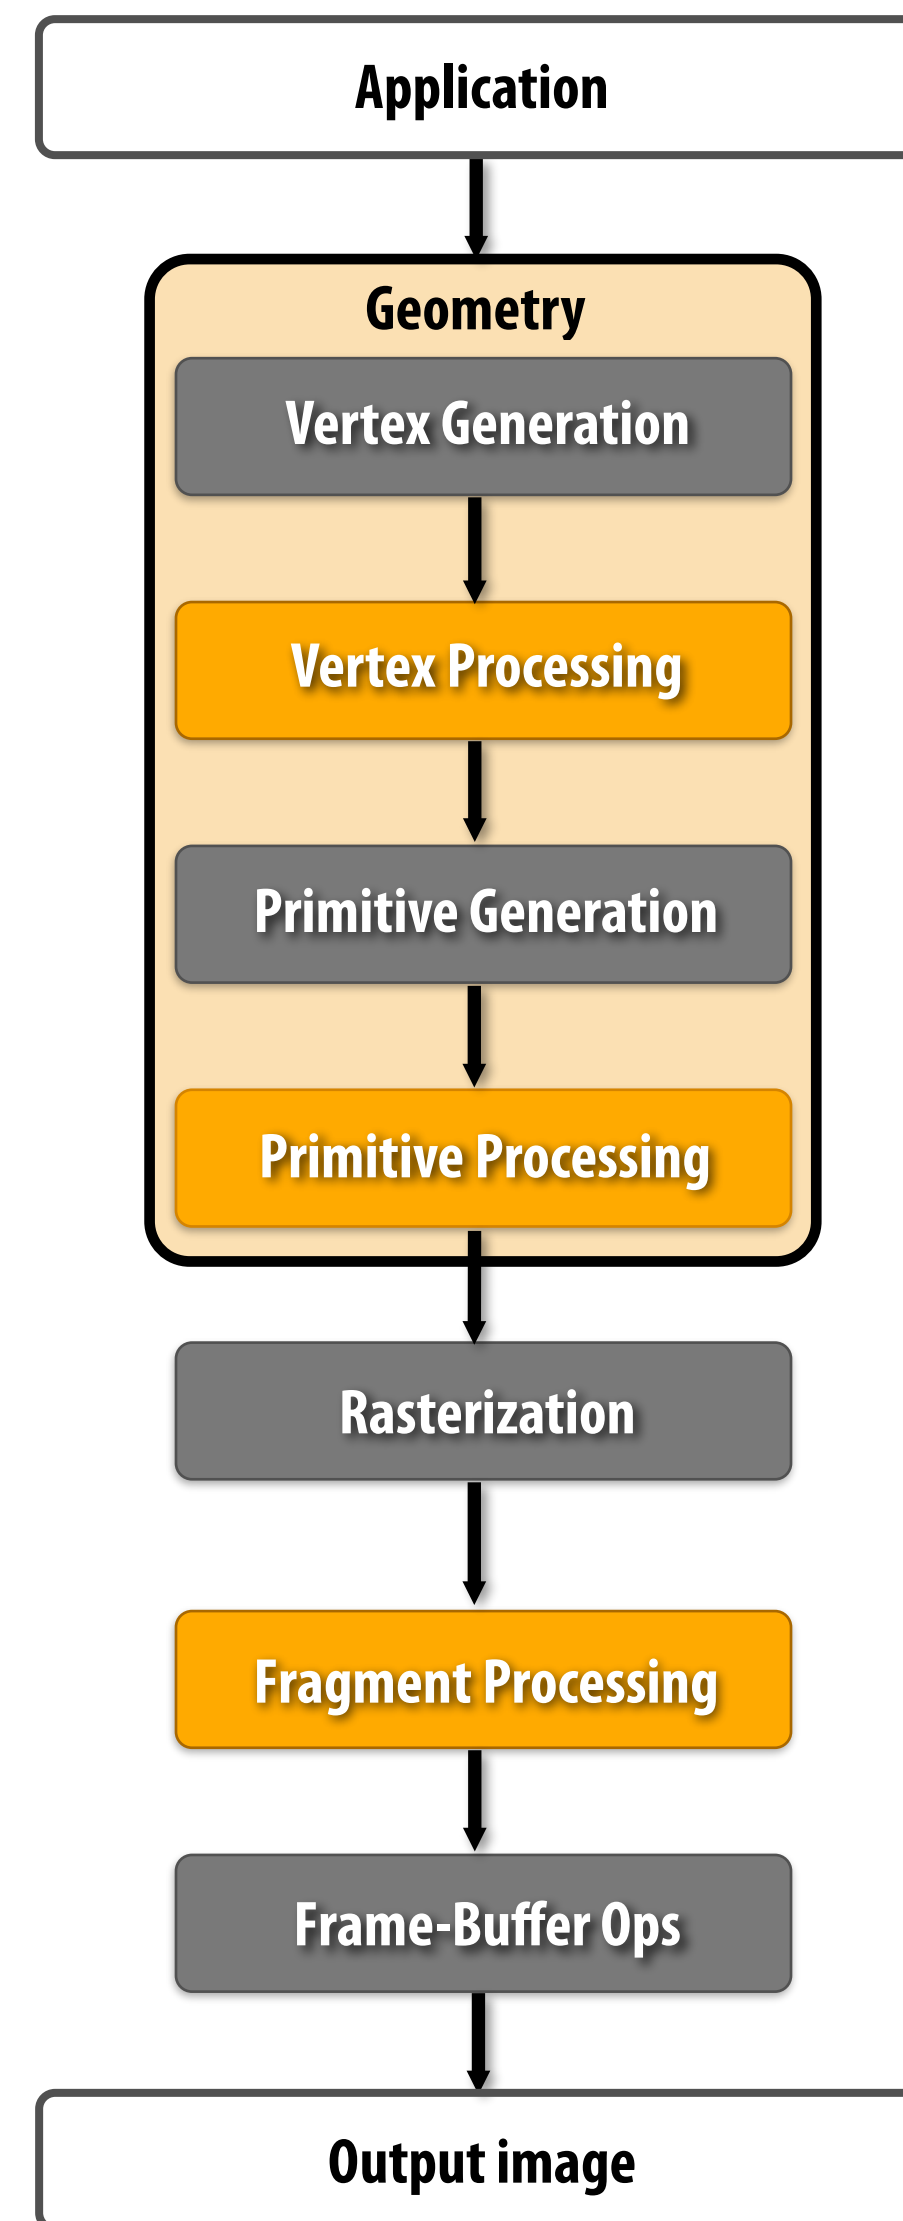 Application
Geometry
Vertex Generation
Vertex Processing
Primitive Generation
Primitive Processing
Rasterization
Fragment Processing
Frame-Buffer Ops
Output image